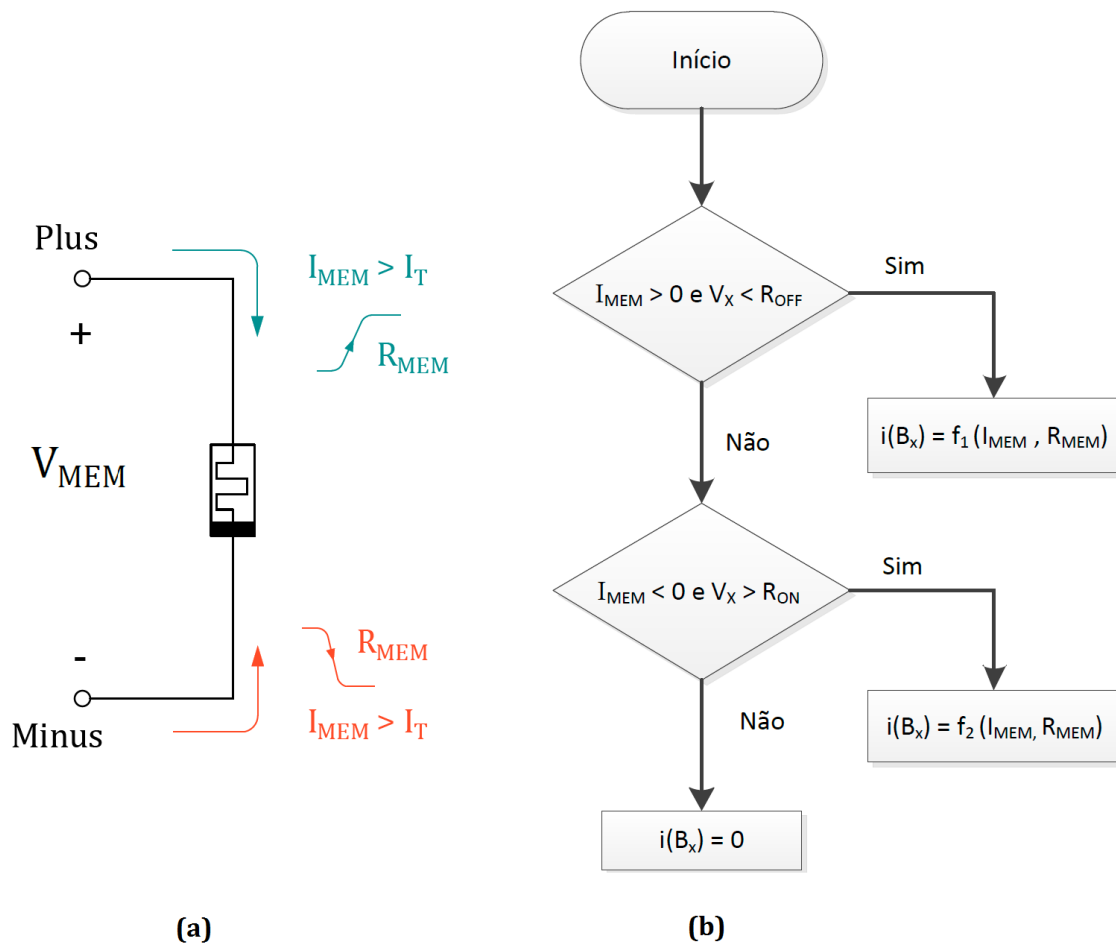 Plus
+
I_MEM > I_T
R_MEM
V_MEM
R_MEM
I_MEM > I_T
-
Minus
(a)
Início
I_MEM > 0 e V_X < R_OFF
Sim
i(B_x) = f_1 (I_MEM , R_MEM)
Não
I_MEM < 0 e V_X > R_ON
Sim
i(B_x) = f_2 (I_MEM, R_MEM)
Não
i(B_x) = 0
(b)